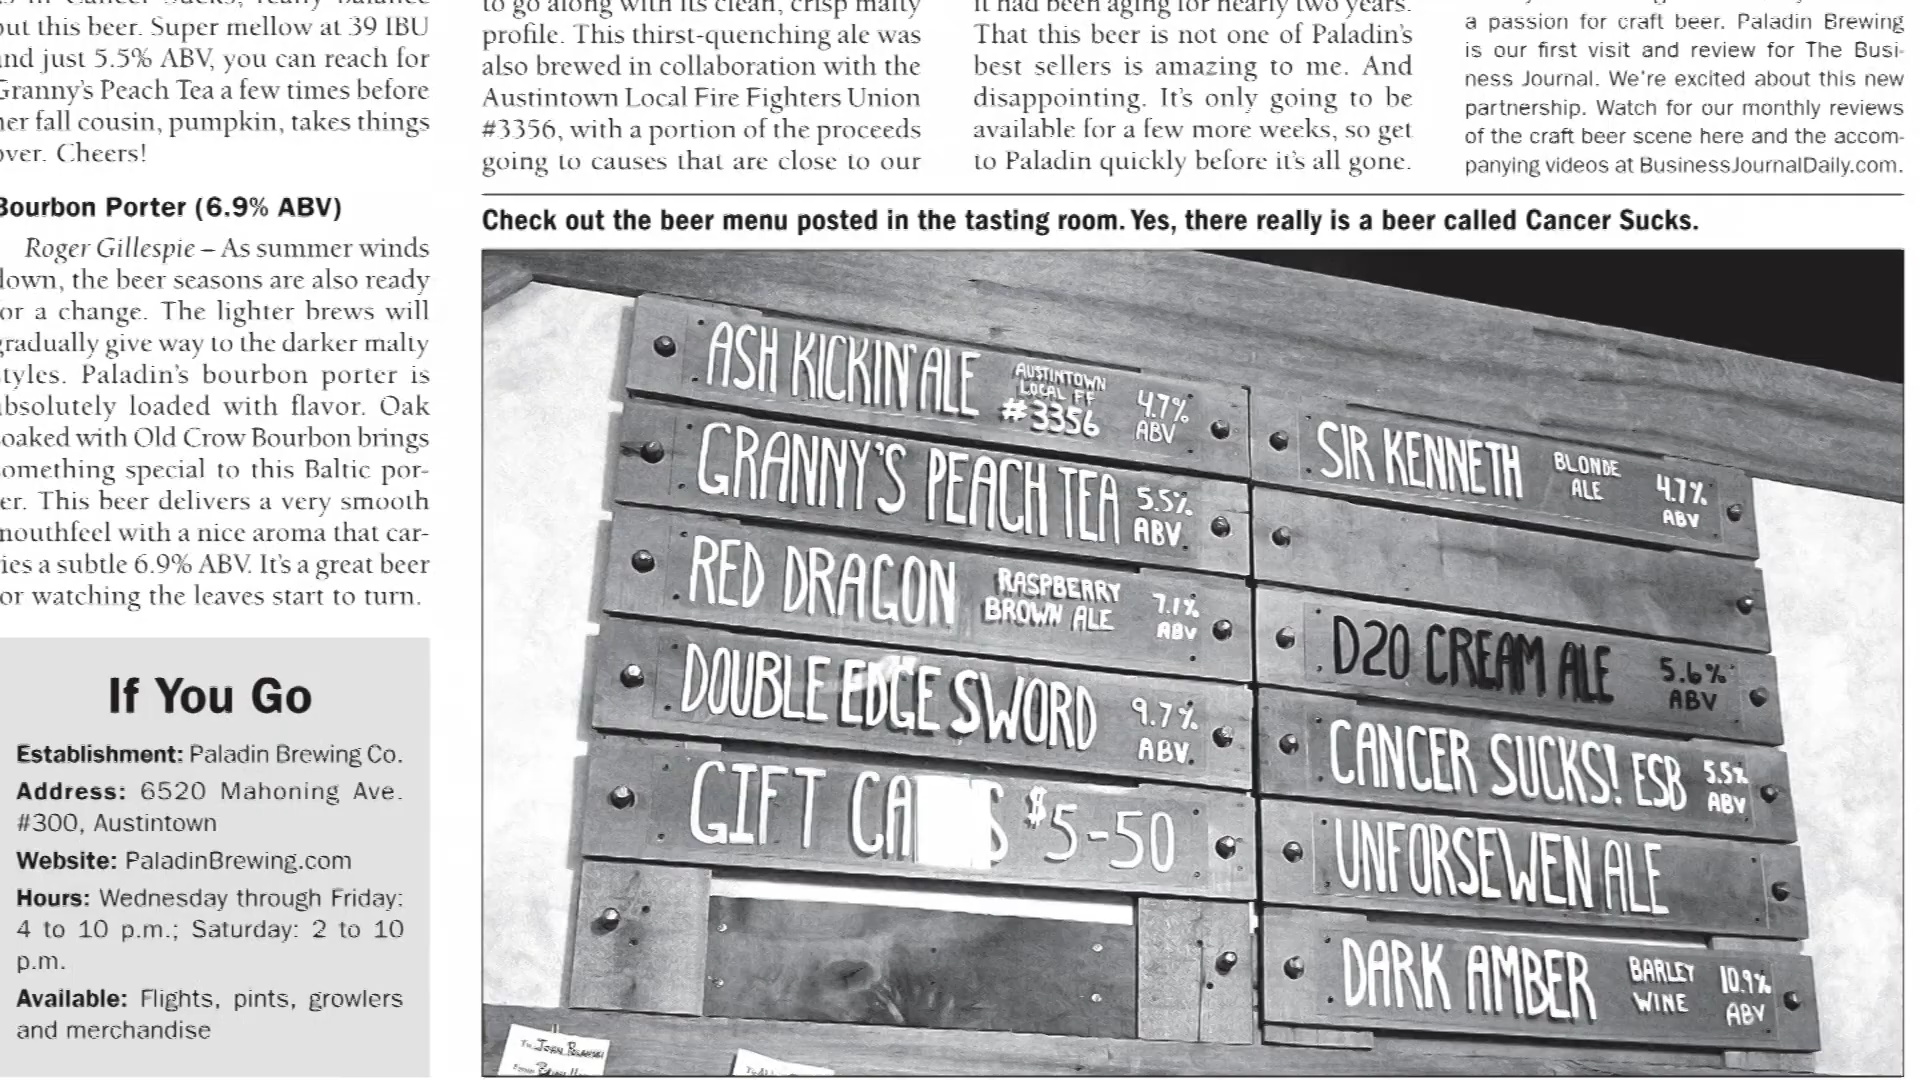 but this beer. Super mellow at 39 IBU
and just 5.5% ABV, you can reach for
Granny's Peach Tea a few times before
her fall cousin, pumpkin, takes things
over. Cheers!
Bourbon Porter (6.9% ABV)
Roger Gillespie – As summer winds
down, the beer seasons are also ready
for a change. The lighter brews will
gradually give way to the darker malty
styles. Paladin's bourbon porter is
absolutely loaded with flavor. Oak
soaked with Old Crow Bourbon brings
something special to this Baltic por-
ter. This beer delivers a very smooth
mouthfeel with a nice aroma that car-
ries a subtle 6.9% ABV. It's a great beer
for watching the leaves start to turn.
If You Go
Establishment: Paladin Brewing Co.
Address: 6520 Mahoning Ave.
#300, Austintown
Website: PaladinBrewing.com
Hours: Wednesday through Friday:
4 to 10 p.m.; Saturday: 2 to 10
p.m.
Available: Flights, pints, growlers
and merchandise
to go along with its clean, crisp malty
profile. This thirst-quenching ale was
also brewed in collaboration with the
Austintown Local Fire Fighters Union
#3356, with a portion of the proceeds
going to causes that are close to our
it had been aging for nearly two years.
That this beer is not one of Paladin's
best sellers is amazing to me. And
disappointing. It's only going to be
available for a few more weeks, so get
to Paladin quickly before it's all gone.
a passion for craft beer. Paladin Brewing
is our first visit and review for The Busi-
ness Journal. We're excited about this new
partnership. Watch for our monthly reviews
of the craft beer scene here and the accom-
panying videos at BusinessJournalDaily.com.
Check out the beer menu posted in the tasting room. Yes, there really is a beer called Cancer Sucks.
ASH KICKIN' ALE AUSTINTOWN LOCAL FF #3356 4.7% ABV
GRANNY'S PEACH TEA 5.5% ABV
RED DRAGON RASPBERRY BROWN ALE 7.1% ABV
DOUBLE EDGE SWORD 9.7% ABV
GIFT CA S $5-50
SIR KENNETH BLONDE ALE 4.7% ABV
D20 CREAM ALE 5.6% ABV
CANCER SUCKS! ESB 5.5% ABV
UNFORSEWEN ALE
DARK AMBER BARLEY WINE 10.9% ABV